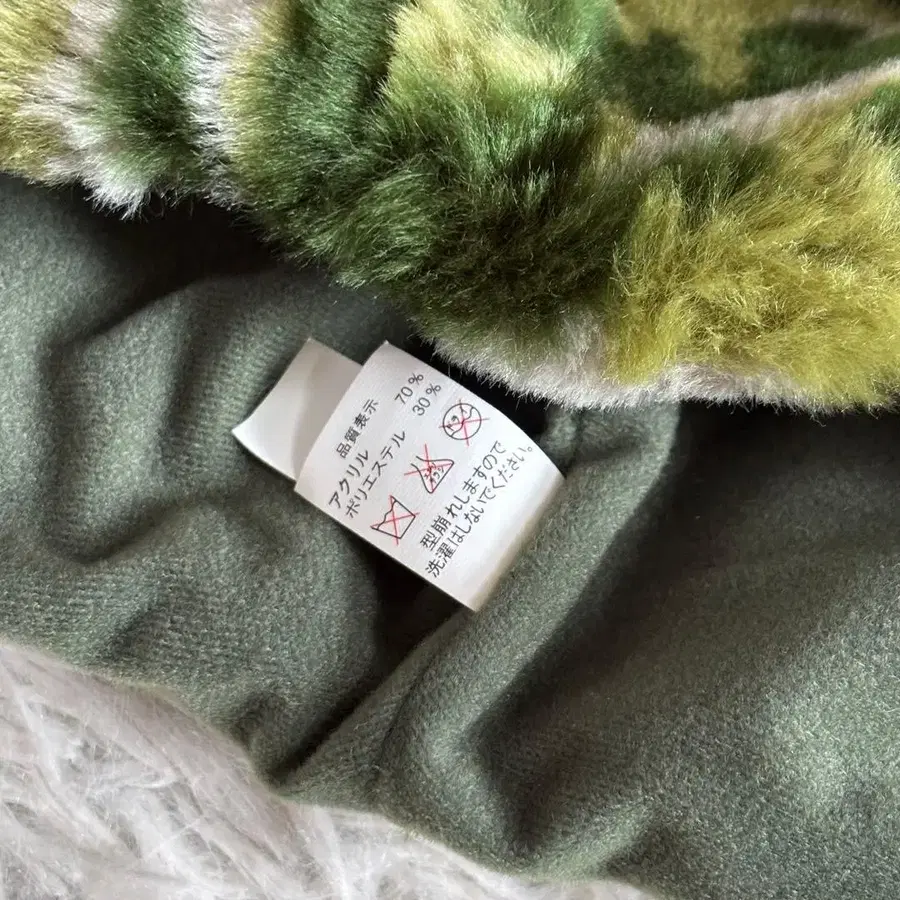 品質表示
アクリル 70%
ポリエステル 30%
型崩れしますので
洗濯はしないでください。